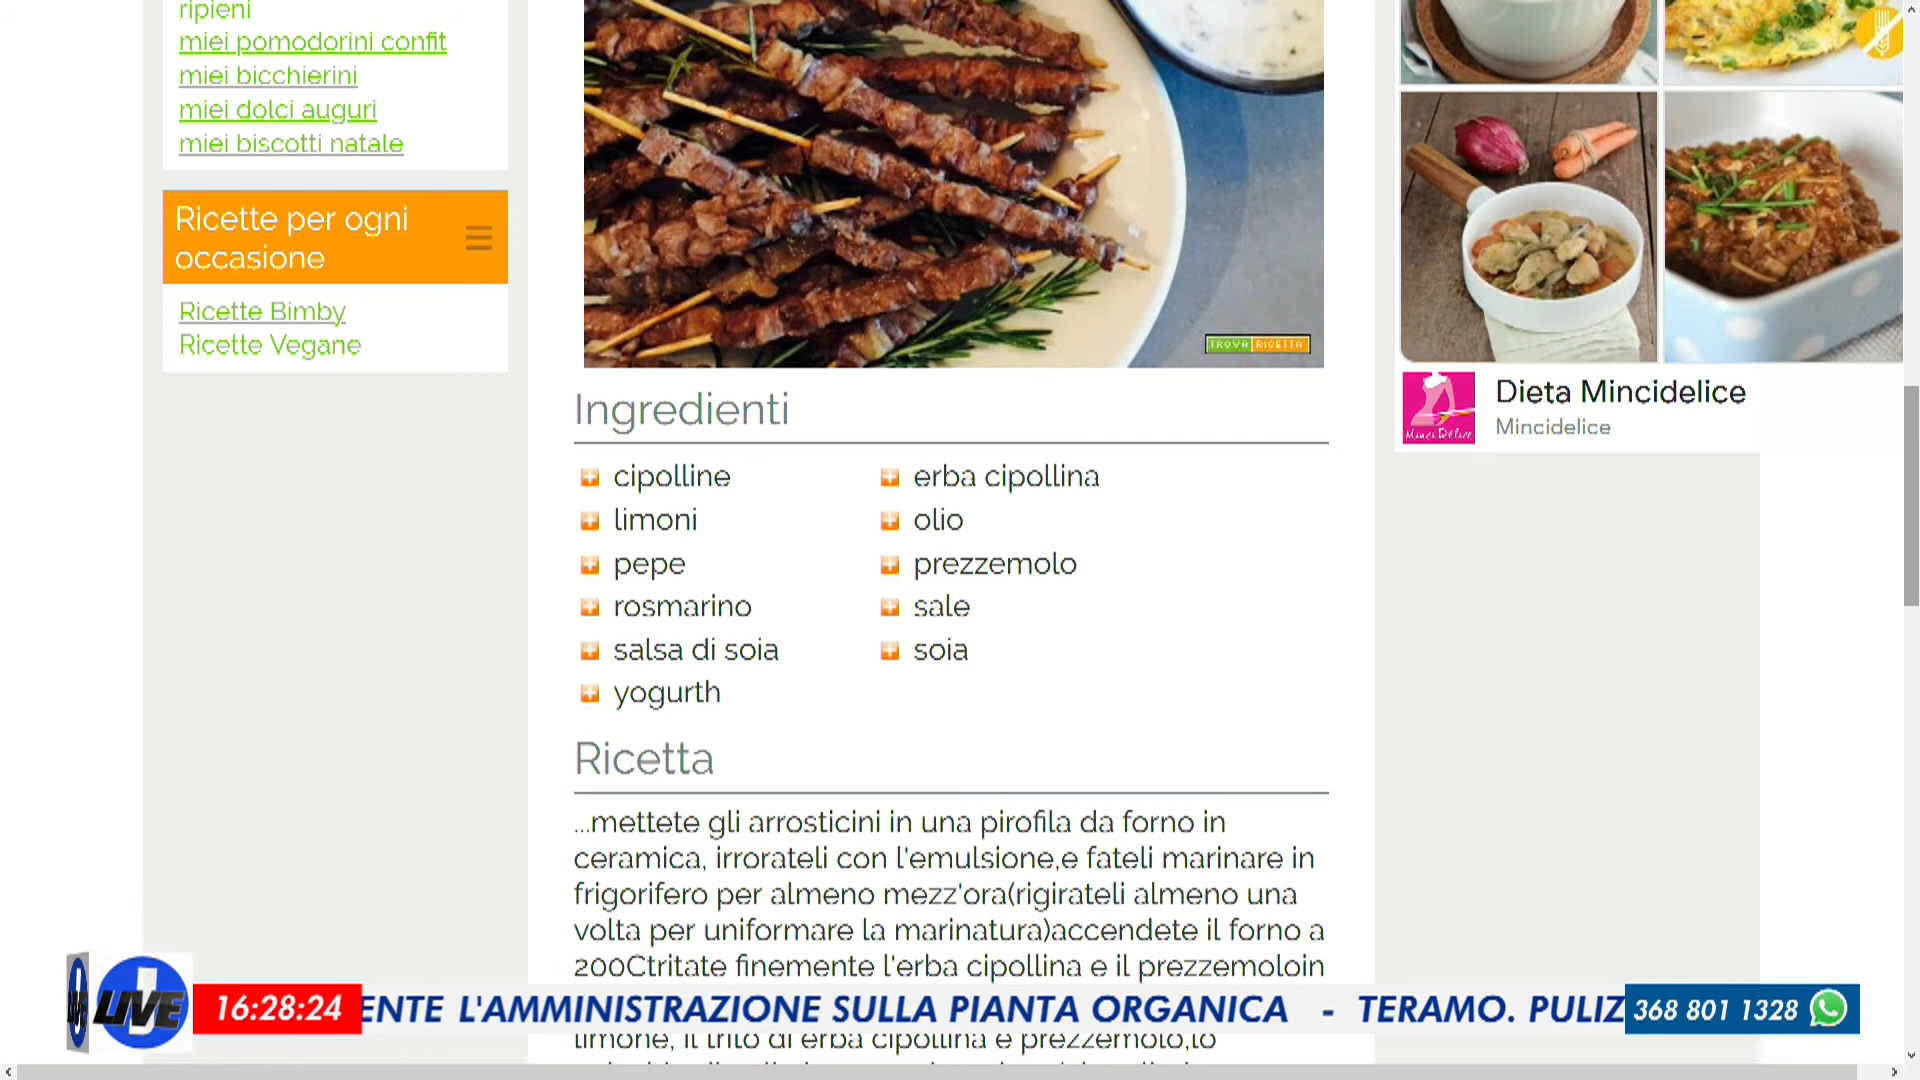 ripieni
miei pomodorini confit
miei bicchierini
miei dolci auguri
miei biscotti natale
Ricette per ogni
occasione
Ricette Bimby
Ricette Vegane
TROVA RICETTA
Ingredienti
cipolline
limoni
pepe
rosmarino
salsa di soia
yogurth
erba cipollina
olio
prezzemolo
sale
soia
Ricetta
...mettete gli arrosticini in una pirofila da forno in
ceramica, irrorateli con l'emulsione,e fateli marinare in
frigorifero per almeno mezz'ora(rigirateli almeno una
volta per uniformare la marinatura)accendete il forno a
200Ctritate finemente l'erba cipollina e il prezzemoloin
limone, il trito di erba cipollina e prezzemolo,lo
Minci Délice
Dieta Mincidelice
Mincidelice
LIVE
16:28:24
ENTE L'AMMINISTRAZIONE SULLA PIANTA ORGANICA - TERAMO. PULIZ
368 801 1328